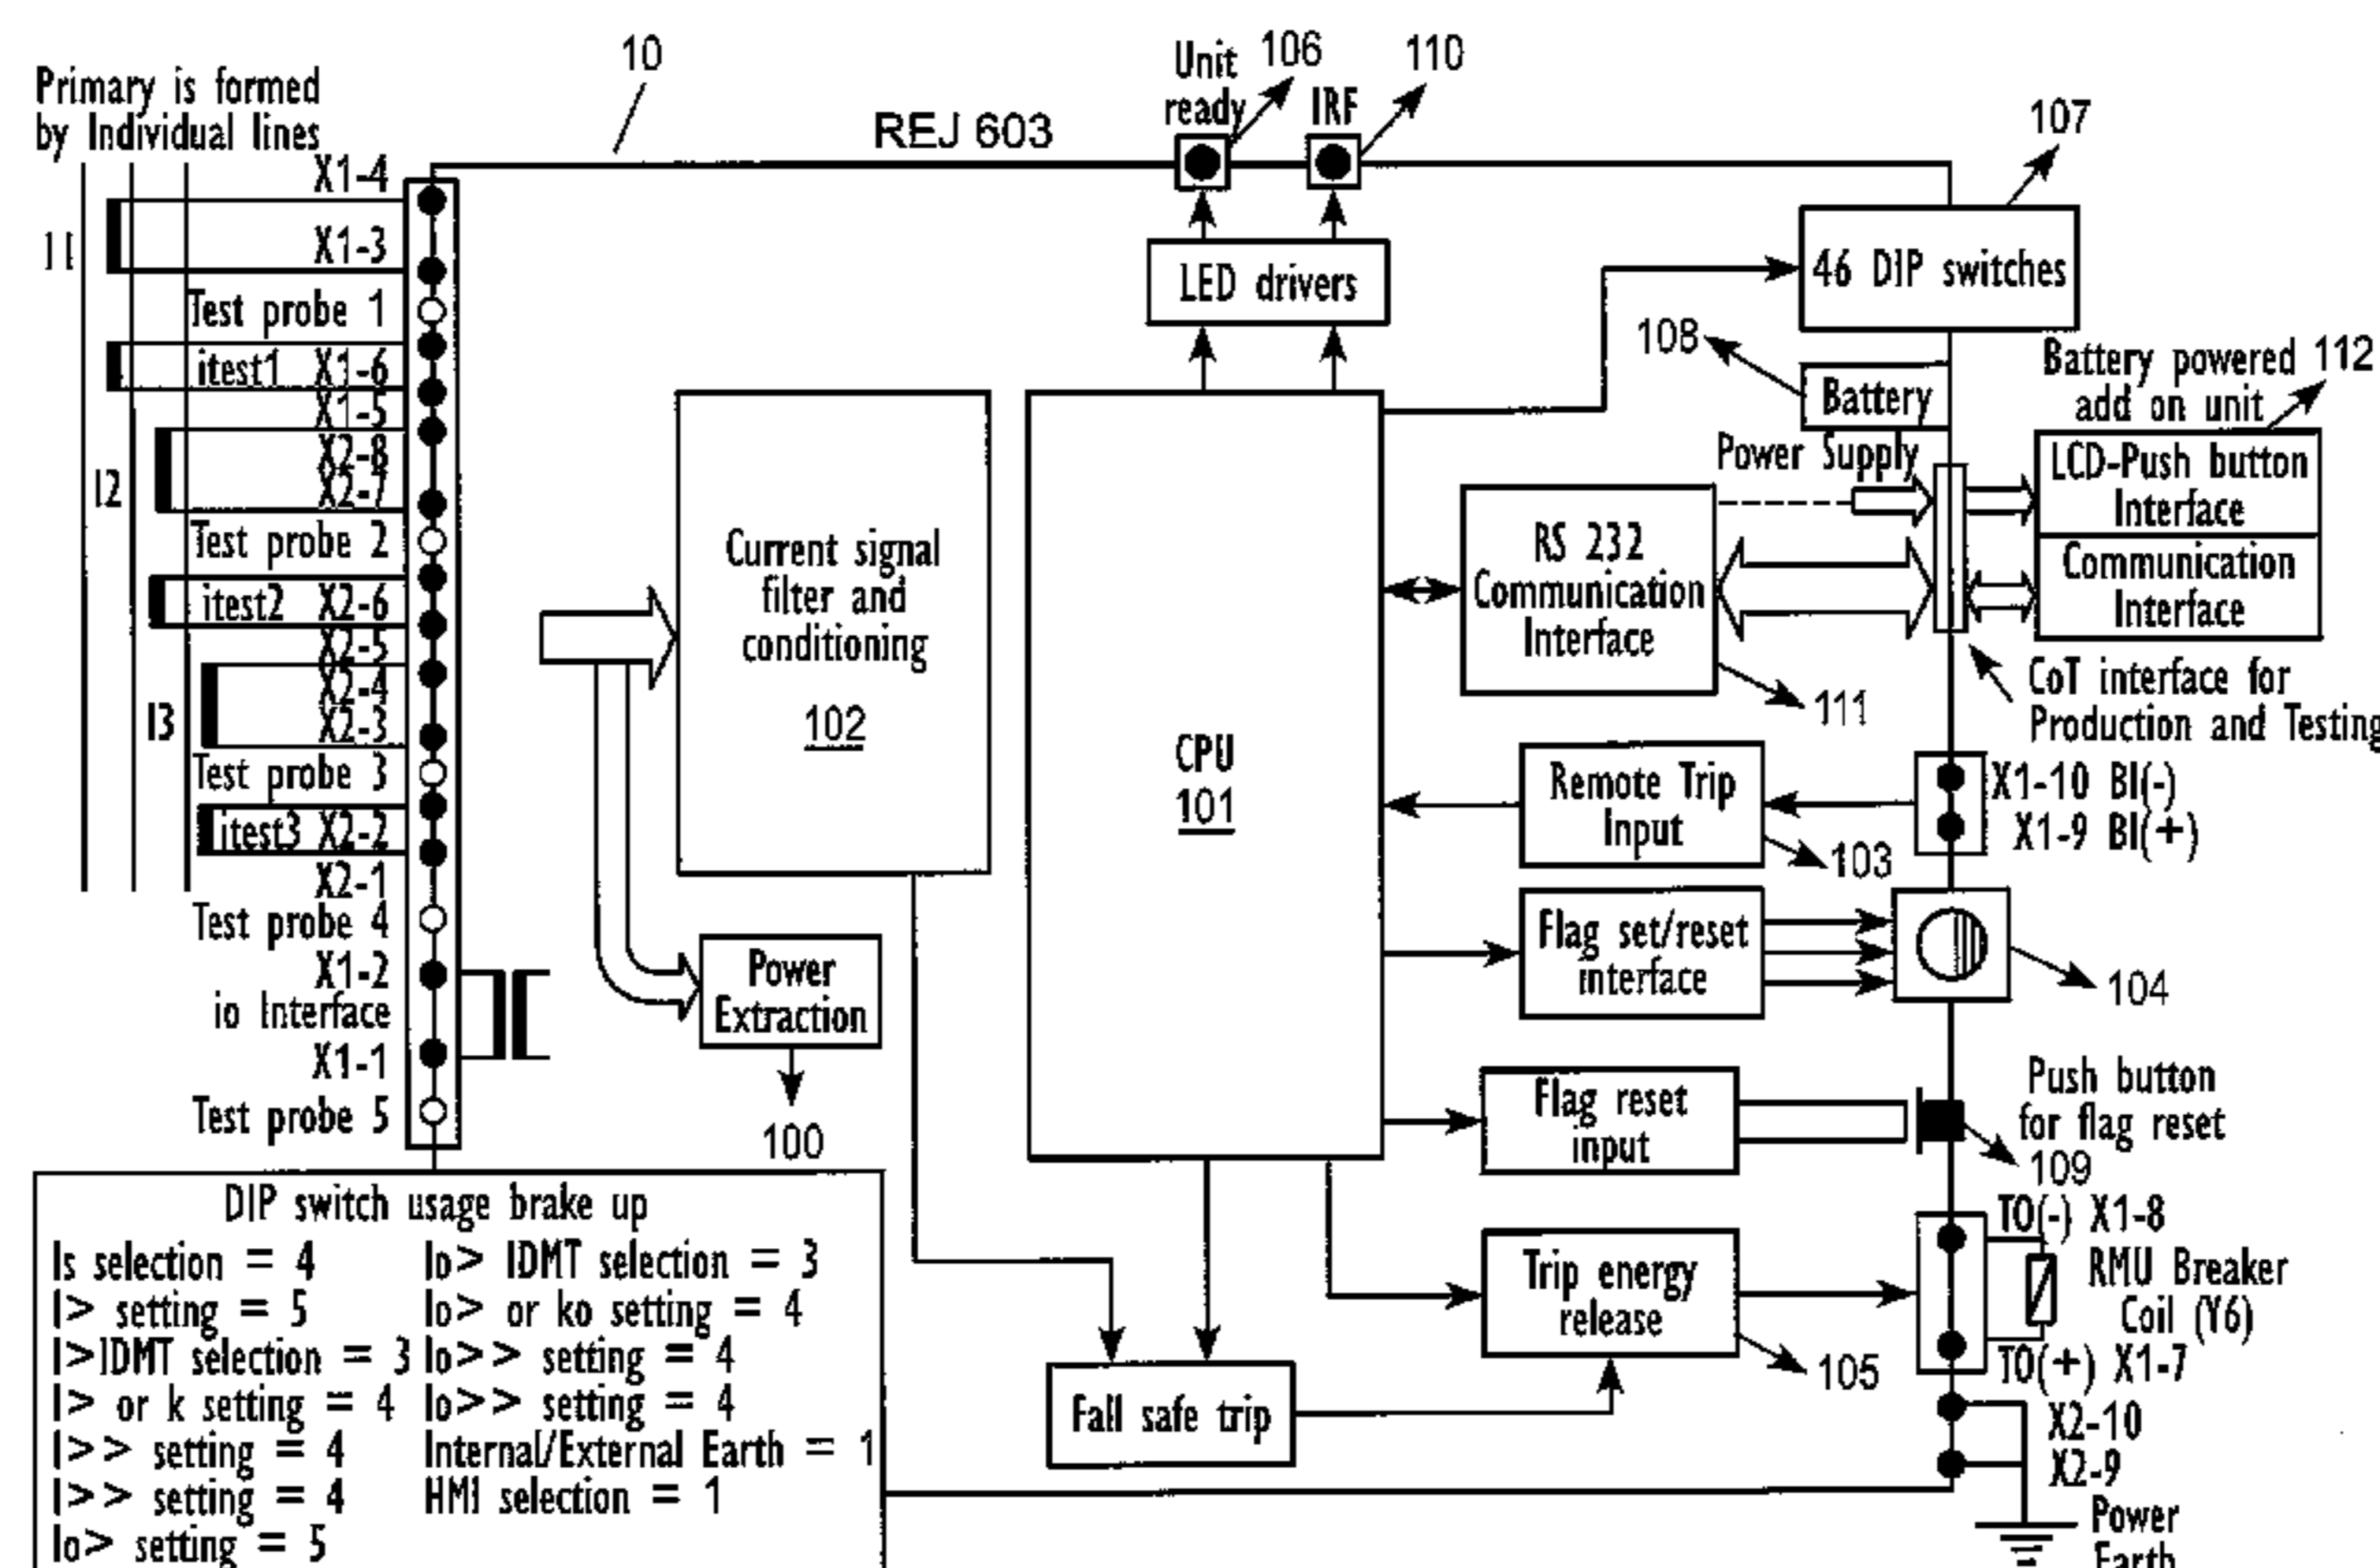 Primary is formed
by Individual lines
10
REJ 603
Unit
ready
106
IRF
110
107
X1-4
I1
X1-3
Test probe 1
itest1 X1-6
X1-5
X2-8
I2
X2-7
Test probe 2
itest2 X2-6
X2-5
X2-4
I3
X2-3
Test probe 3
itest3 X2-2
X2-1
Test probe 4
X1-2
io Interface
X1-1
Test probe 5
LED drivers
46 DIP switches
108
Battery
Battery powered 112
add on unit
Power Supply
LCD-Push button
Interface
Communication
Interface
Current signal
filter and
conditioning
102
CPU
101
RS 232
Communication
Interface
111
CoT interface for
Production and Testing
Remote Trip
Input
103
X1-10 BI(-)
X1-9 BI(+)
Flag set/reset
interface
104
Power
Extraction
100
Flag reset
input
Push button
for flag reset
109
Trip energy
release
105
TO(-) X1-8
RMU Breaker
Coil (Y6)
TO(+) X1-7
X2-10
X2-9
Power
Earth
Fall safe trip
DIP switch usage brake up
Is selection = 4
I> setting = 5
I>IDMT selection = 3
I> or k setting = 4
I>> setting = 4
I>> setting = 4
Io> setting = 5
Io> IDMT selection = 3
Io> or ko setting = 4
Io>> setting = 4
Io>> setting = 4
Internal/External Earth = 1
HMI selection = 1